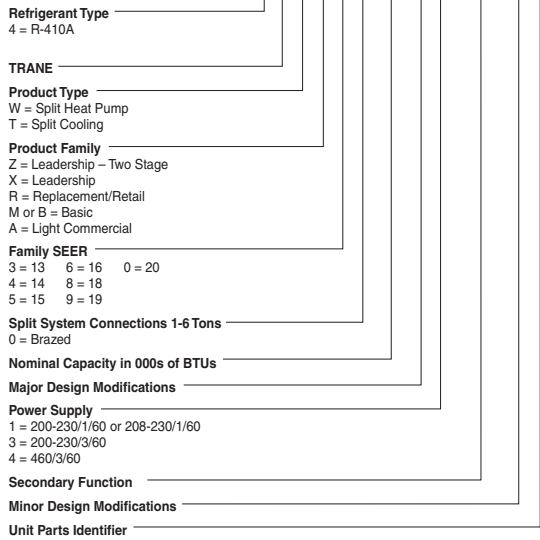 Refrigerant Type
4 = R-410A
TRANE
Product Type
W = Split Heat Pump
T = Split Cooling
Product Family
Z = Leadership – Two Stage
X = Leadership
R = Replacement/Retail
M or B = Basic
A = Light Commercial
Family SEER
3 = 13 6 = 16 0 = 20
4 = 14 8 = 18
5 = 15 9 = 19
Split System Connections 1-6 Tons
0 = Brazed
Nominal Capacity in 000s of BTUs
Major Design Modifications
Power Supply
1 = 200-230/1/60 or 208-230/1/60
3 = 200-230/3/60
4 = 460/3/60
Secondary Function
Minor Design Modifications
Unit Parts Identifier